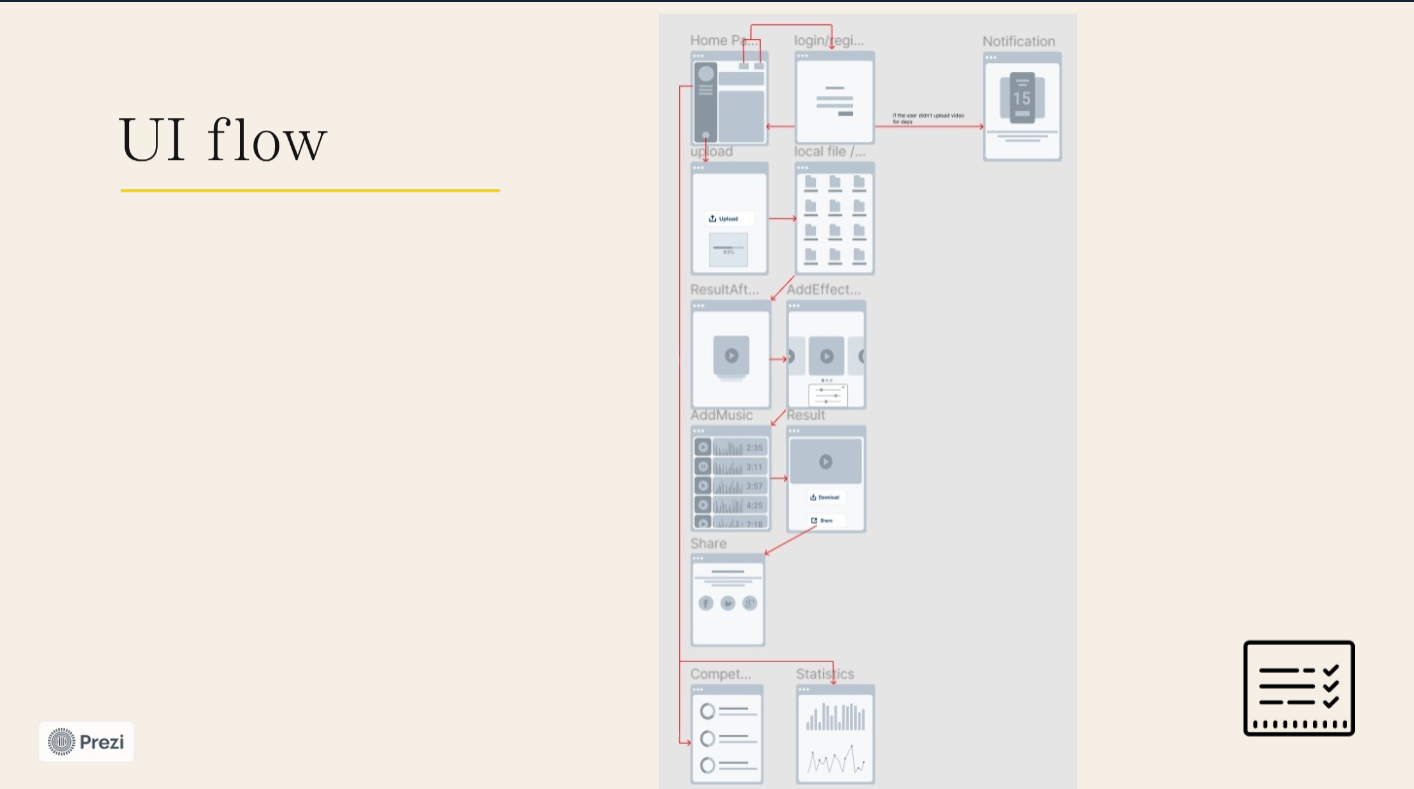 UI flow
Home Pa...
login/regi...
Notification
15
If the user didn't upload video
for days
upload
local file /...
Upload
ResultAft...
AddEffect...
AddMusic
Result
2:35
3:11
3:57
4:25
7:18
Download
Share
Share
f
g+
Compet...
Statistics
Prezi